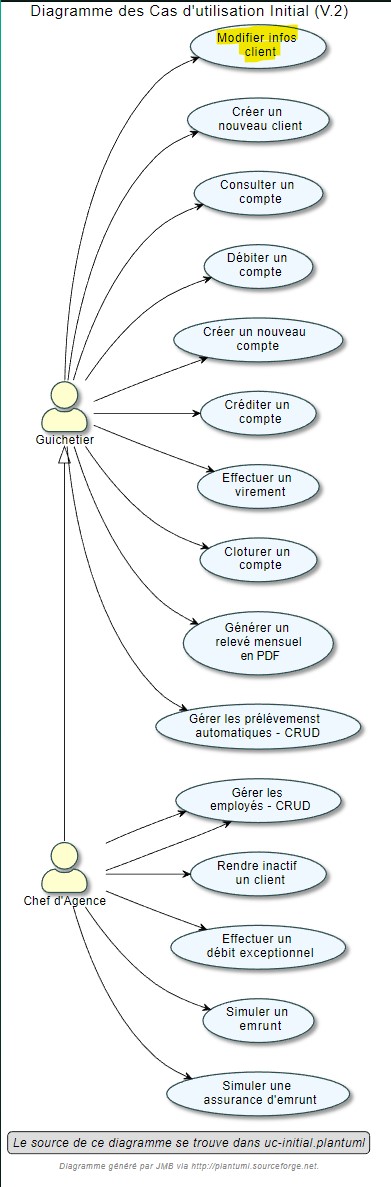 Diagramme des Cas d'utilisation Initial (V.2)
Modifier infos
client
Créer un
nouveau client
Consulter un
compte
Débiter un
compte
Créer un nouveau
compte
Guichetier
Créditer un
compte
Effectuer un
virement
Cloturer un
compte
Générer un
relevé mensuel
en PDF
Gérer les prélévemenst
automatiques - CRUD
Gérer les
employés - CRUD
Chef d'Agence
Rendre inactif
un client
Effectuer un
débit exceptionnel
Simuler un
emrunt
Simuler une
assurance d'emrunt
Le source de ce diagramme se trouve dans uc-initial.plantuml
Diagramme généré par JMB via http://plantuml.sourceforge.net.